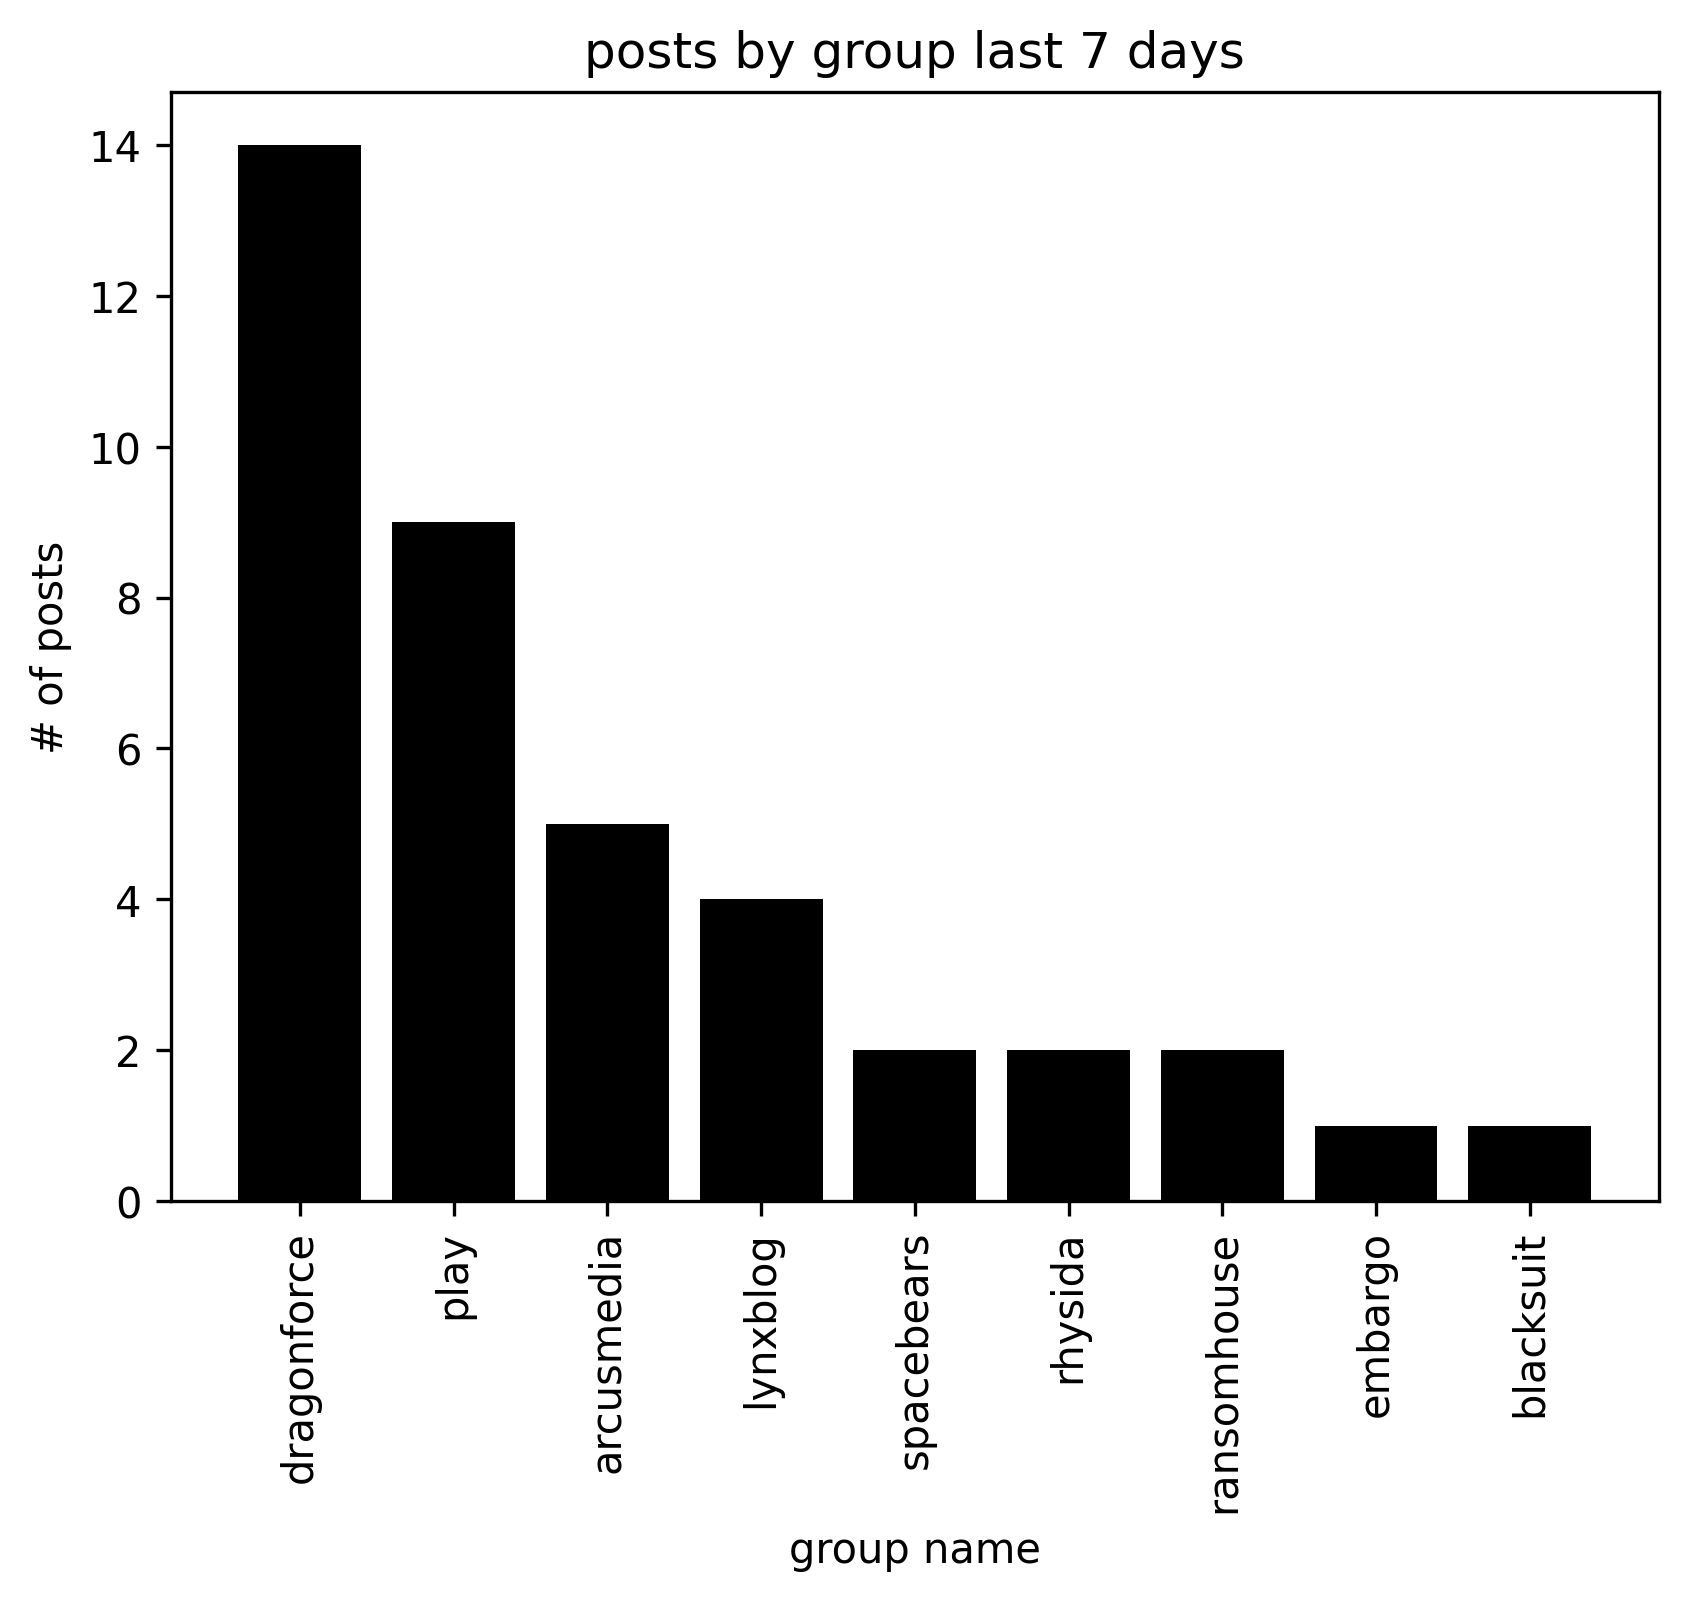 posts by group last 7 days
# of posts
14
12
10
8
6
4
2
0
dragonforce
play
arcusmedia
lynxblog
spacebears
rhysida
ransomhouse
embargo
blacksuit
group name